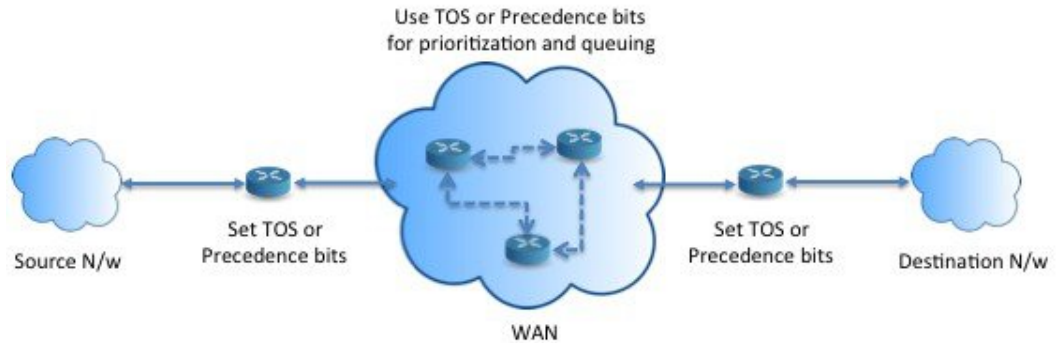 Use TOS or Precedence bits
for prioritization and queuing
Source N/w
Set TOS or
Precedence bits
WAN
Set TOS or
Precedence bits
Destination N/w